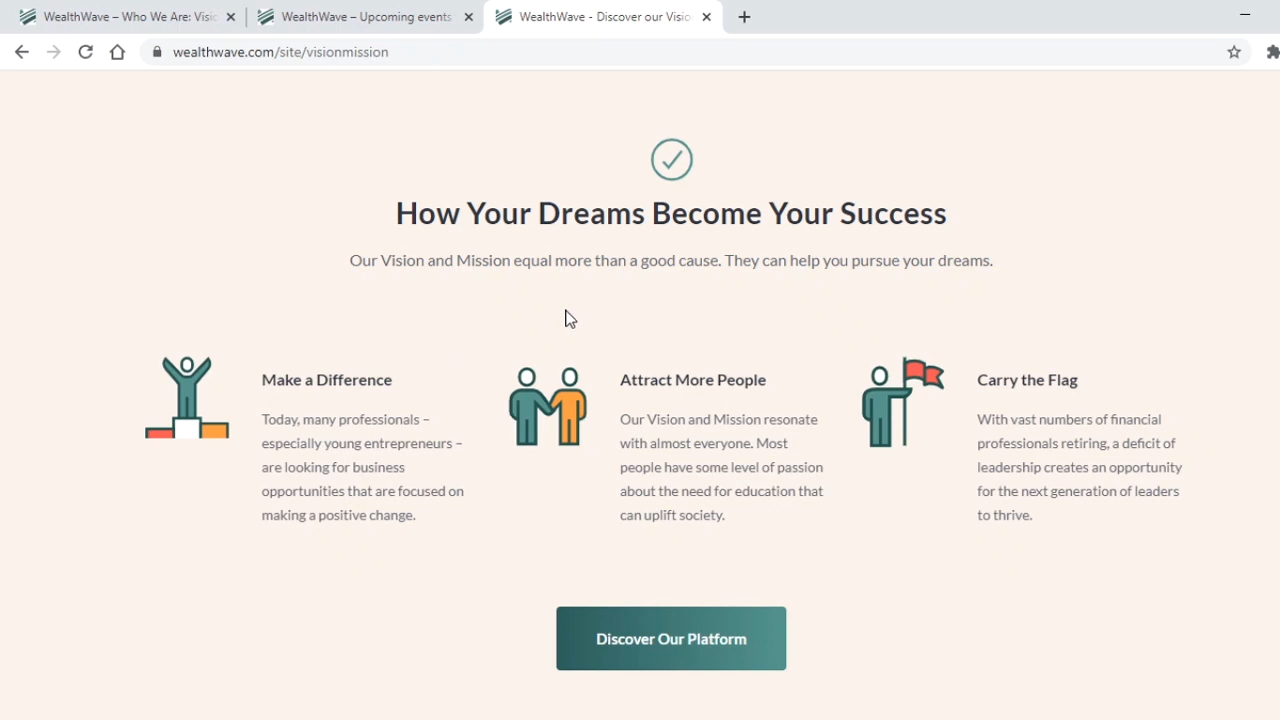 WealthWave – Who We Are: Visi
WealthWave – Upcoming events
WealthWave - Discover our Visio
wealthwave.com/site/visionmission
How Your Dreams Become Your Success
Our Vision and Mission equal more than a good cause. They can help you pursue your dreams.
Make a Difference
Today, many professionals –
especially young entrepreneurs –
are looking for business
opportunities that are focused on
making a positive change.
Attract More People
Our Vision and Mission resonate
with almost everyone. Most
people have some level of passion
about the need for education that
can uplift society.
Carry the Flag
With vast numbers of financial
professionals retiring, a deficit of
leadership creates an opportunity
for the next generation of leaders
to thrive.
Discover Our Platform